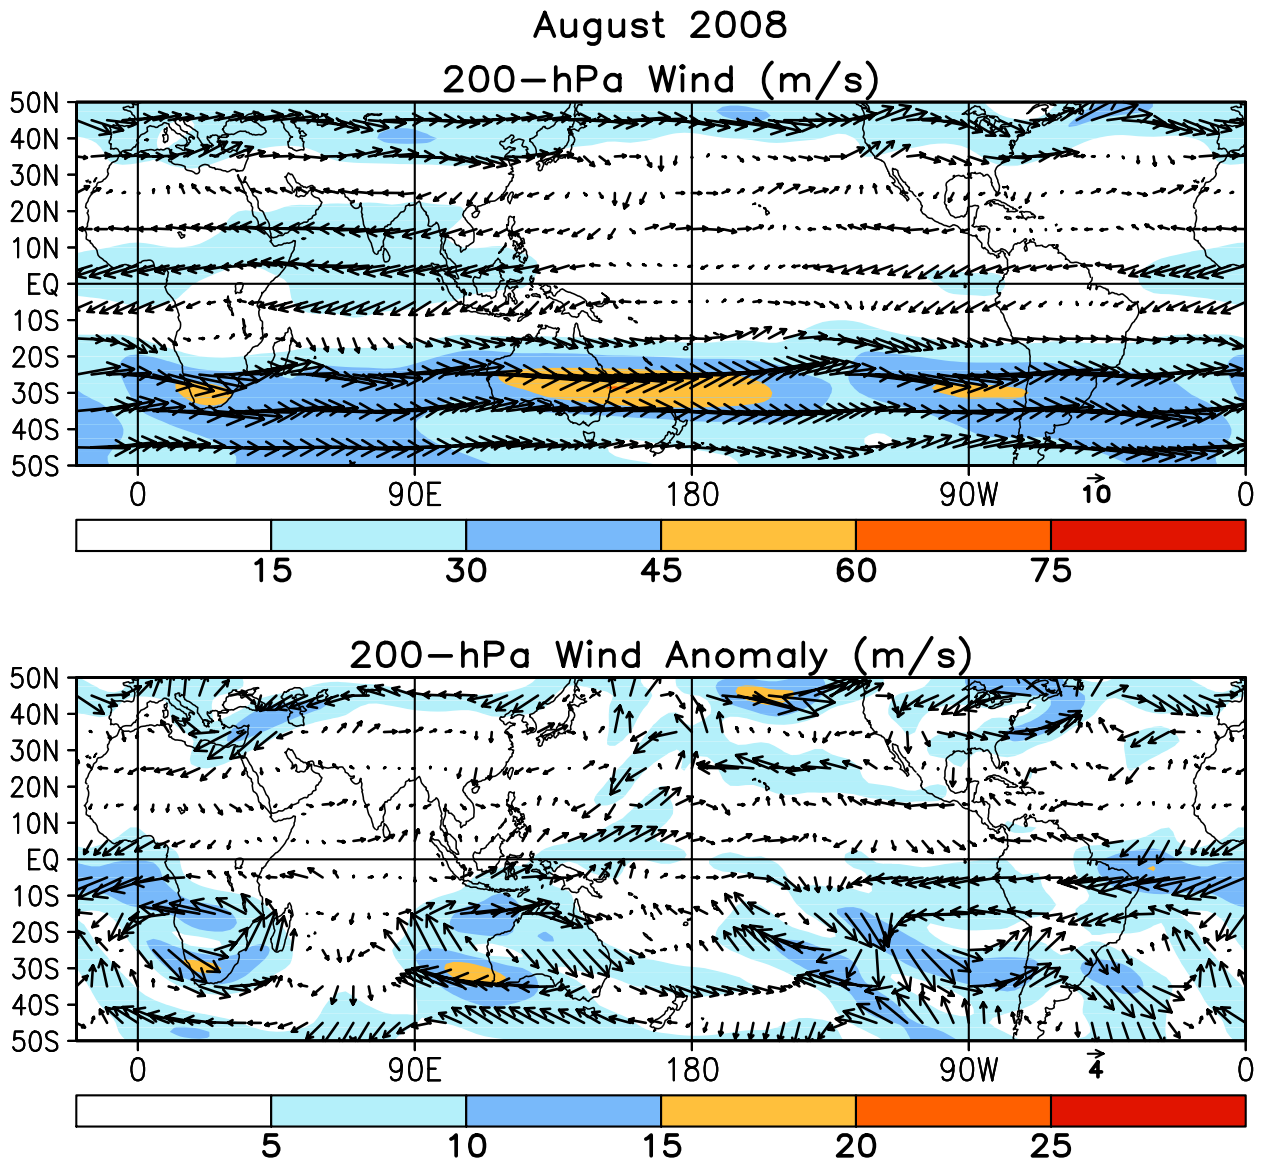 August 2008
200-hPa Wind (m/s)
50N
40N
30N
20N
10N
EQ
10S
20S
30S
40S
50S
0 90E 180 90W 10 0
15 30 45 60 75
200-hPa Wind Anomaly (m/s)
50N
40N
30N
20N
10N
EQ
10S
20S
30S
40S
50S
0 90E 180 90W 4 0
5 10 15 20 25